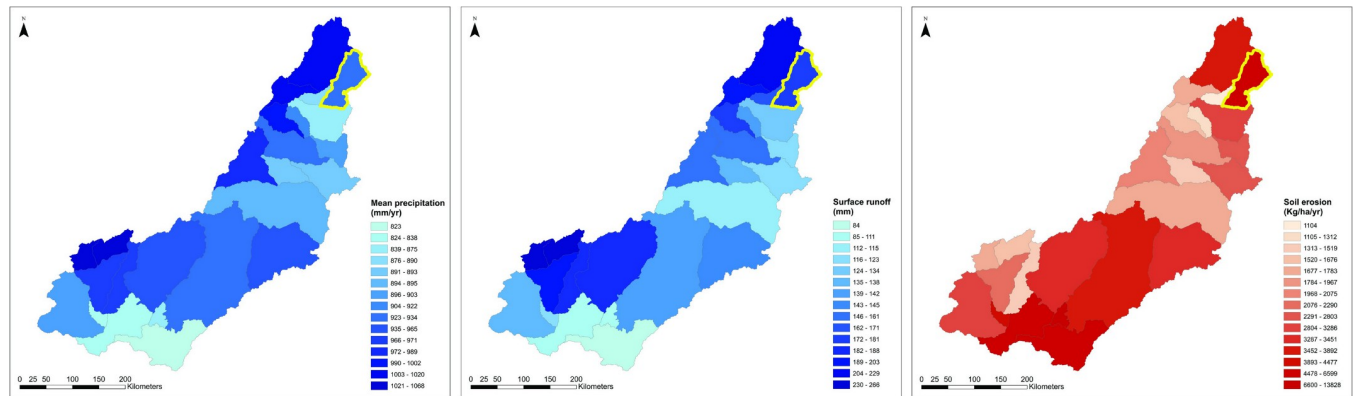 N
Mean precipitation
(mm/yr)
823
824 - 838
839 - 875
876 - 890
891 - 893
894 - 895
896 - 903
904 - 922
923 - 934
935 - 965
966 - 971
972 - 989
990 - 1002
1003 - 1020
1021 - 1068
0 25 50 100 150 200
Kilometers
N
Surface runoff
(mm)
84
85 - 111
112 - 115
116 - 123
124 - 134
135 - 138
139 - 142
143 - 145
146 - 161
162 - 171
172 - 181
182 - 188
189 - 203
204 - 229
230 - 266
0 25 50 100 150 200
Kilometers
N
Soil erosion
(Kg/ha/yr)
1104
1105 - 1312
1313 - 1519
1520 - 1676
1677 - 1783
1784 - 1967
1968 - 2075
2076 - 2290
2291 - 2803
2804 - 3286
3287 - 3451
3452 - 3892
3893 - 4477
4478 - 6599
6600 - 13828
0 25 50 100 150 200
Kilometers